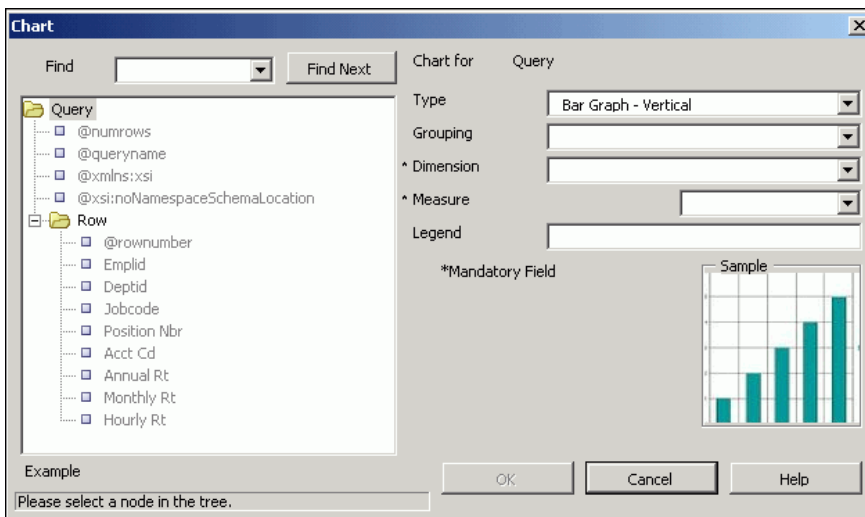 Chart
Find
Find Next
Query
@numrows
@queryname
@xmlns:xsi
@xsi:noNamespaceSchemaLocation
Row
@rownumber
Emplid
Deptid
Jobcode
Position Nbr
Acct Cd
Annual Rt
Monthly Rt
Hourly Rt
Example
Please select a node in the tree.
Chart for Query
Type Bar Graph - Vertical
Grouping
* Dimension
* Measure
Legend
*Mandatory Field
Sample
OK Cancel Help